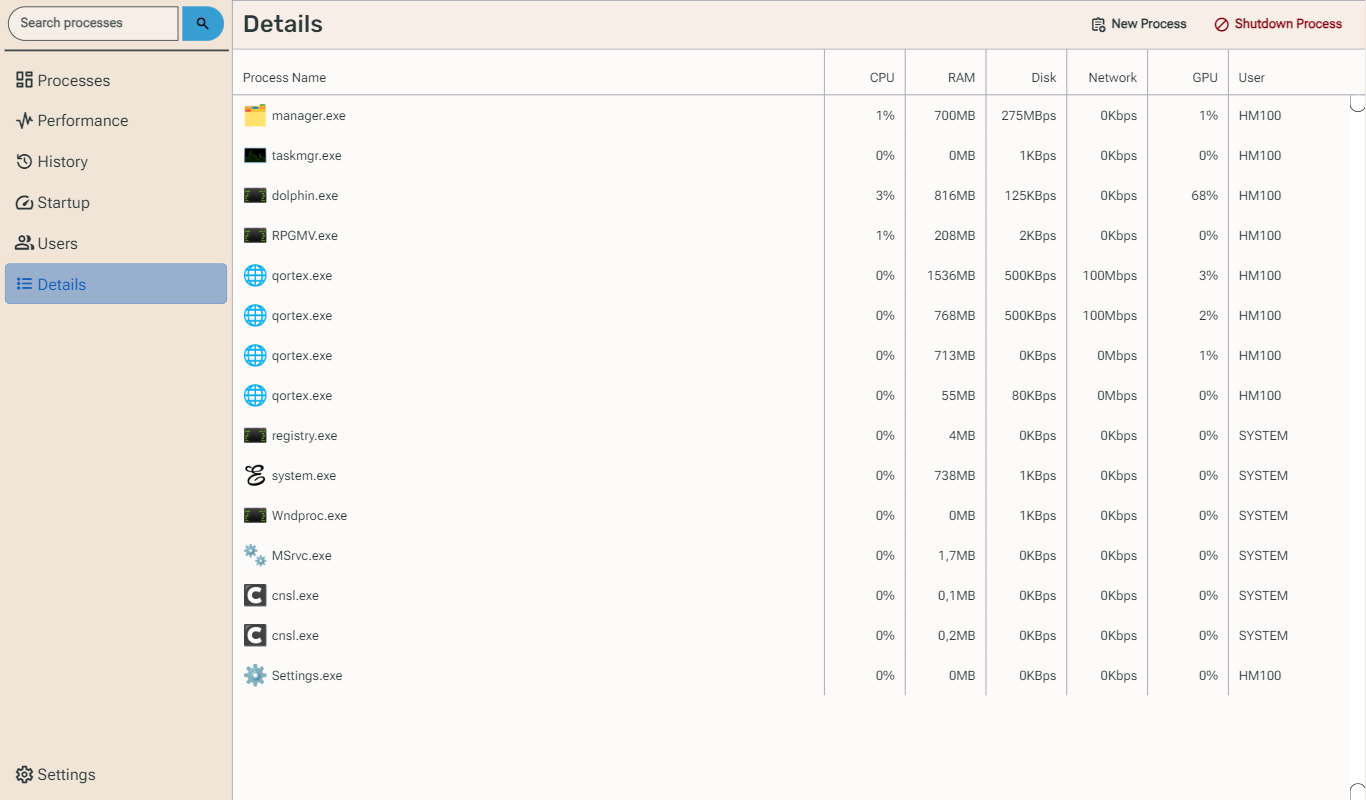 Search processes
Details
New Process
Shutdown Process
Processes
Performance
History
Startup
Users
Details
Settings
Process Name CPU RAM Disk Network GPU User
manager.exe 1% 700MB 275MBps 0Kbps 1% HM100
taskmgr.exe 0% 0MB 1KBps 0Kbps 0% HM100
dolphin.exe 3% 816MB 125KBps 0Kbps 68% HM100
RPGMV.exe 1% 208MB 2KBps 0Kbps 0% HM100
qortex.exe 0% 1536MB 500KBps 100Mbps 3% HM100
qortex.exe 0% 768MB 500KBps 100Mbps 2% HM100
qortex.exe 0% 713MB 0KBps 0Mbps 1% HM100
qortex.exe 0% 55MB 80KBps 0Mbps 0% HM100
registry.exe 0% 4MB 0KBps 0Kbps 0% SYSTEM
system.exe 0% 738MB 1KBps 0Kbps 0% SYSTEM
Wndproc.exe 0% 0MB 1KBps 0Kbps 0% SYSTEM
MSrvc.exe 0% 1,7MB 0KBps 0Kbps 0% SYSTEM
cnsl.exe 0% 0,1MB 0KBps 0Kbps 0% SYSTEM
cnsl.exe 0% 0,2MB 0KBps 0Kbps 0% SYSTEM
Settings.exe 0% 0MB 0KBps 0Kbps 0% HM100